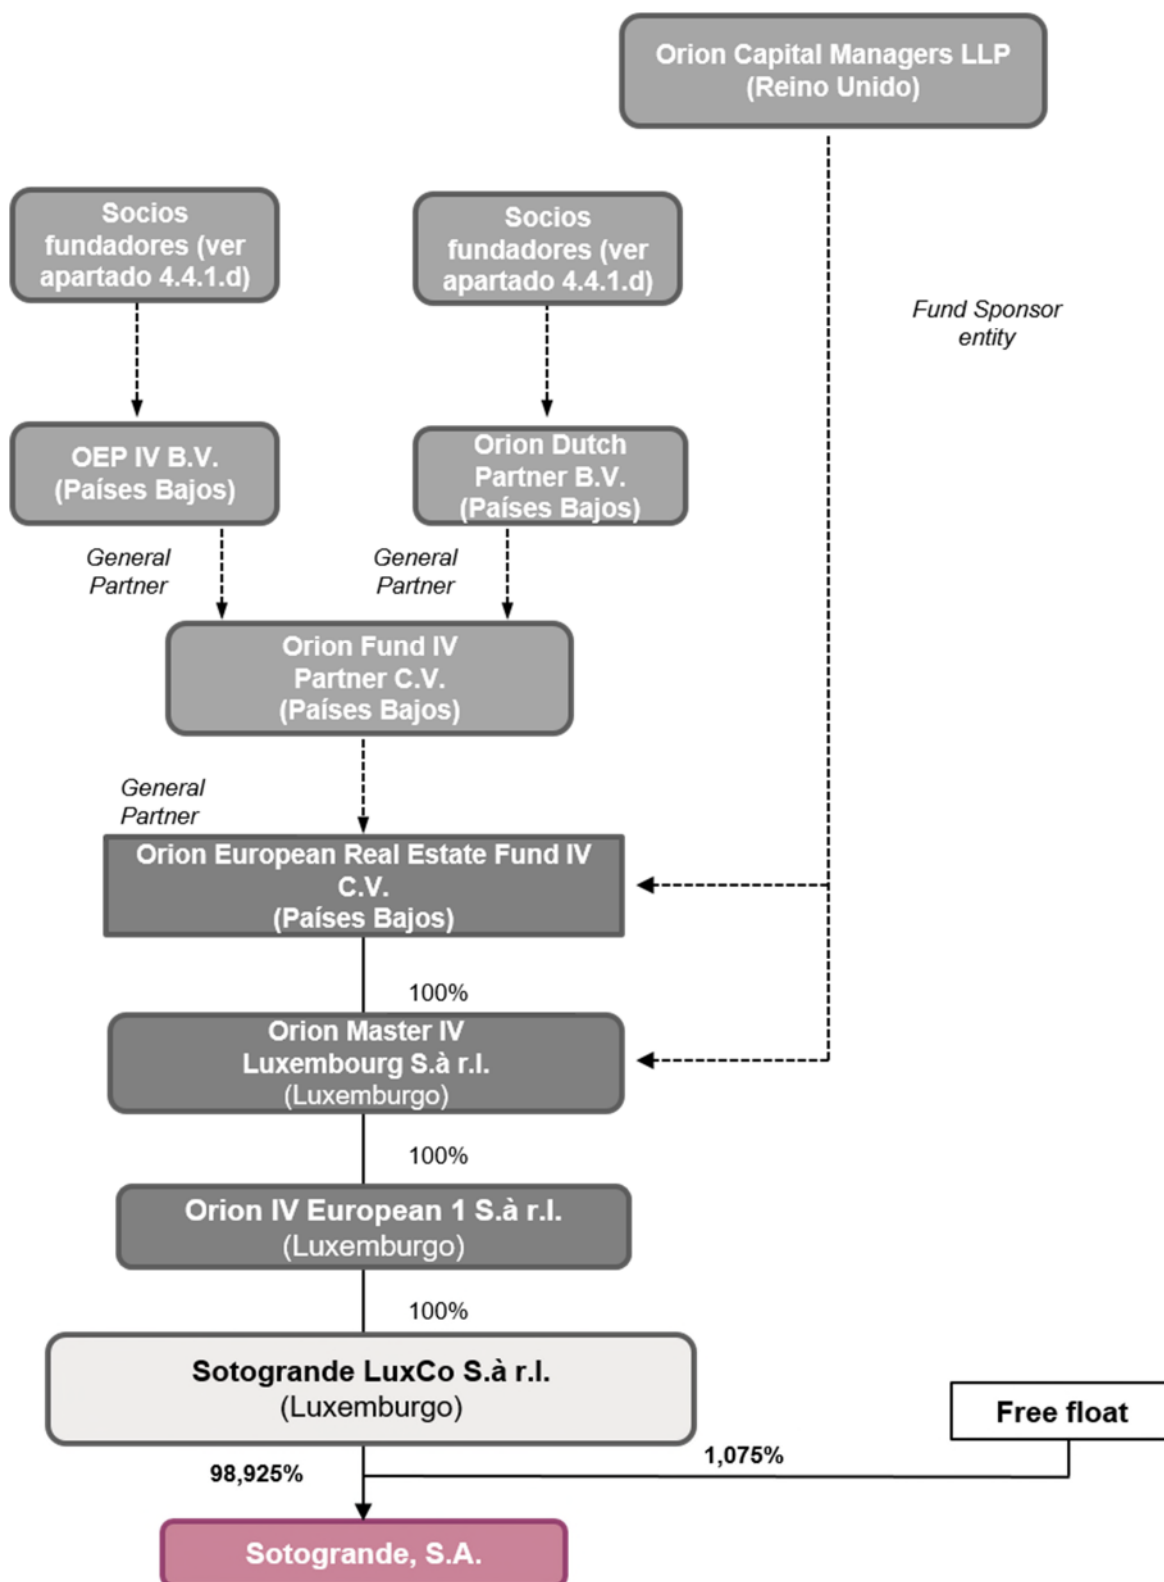 Orion Capital Managers LLP
(Reino Unido)
Socios
fundadores (ver
apartado 4.4.1.d)
Socios
fundadores (ver
apartado 4.4.1.d)
Fund Sponsor
entity
OEP IV B.V.
(Países Bajos)
Orion Dutch
Partner B.V.
(Países Bajos)
General
Partner
General
Partner
Orion Fund IV
Partner C.V.
(Países Bajos)
General
Partner
Orion European Real Estate Fund IV
C.V.
(Países Bajos)
100%
Orion Master IV
Luxembourg S.à r.l.
(Luxemburgo)
100%
Orion IV European 1 S.à r.l.
(Luxemburgo)
100%
Sotogrande LuxCo S.à r.l.
(Luxemburgo)
Free float
1,075%
98,925%
Sotogrande, S.A.